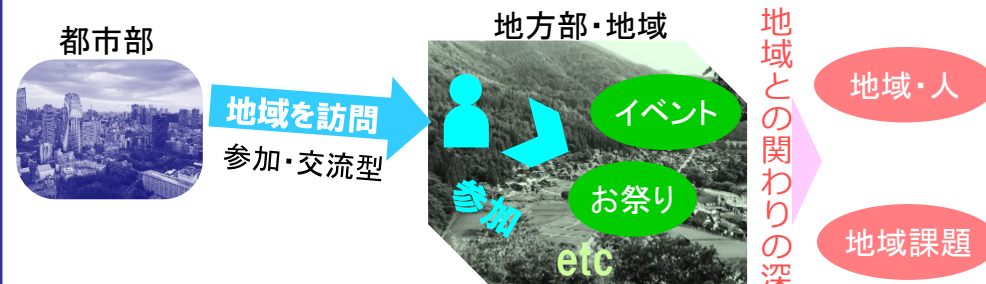 都市部
地域を訪問
参加・交流型
地方部・地域
イベント
お祭り
参加
etc
地域との関わりの深
地域・人
地域課題